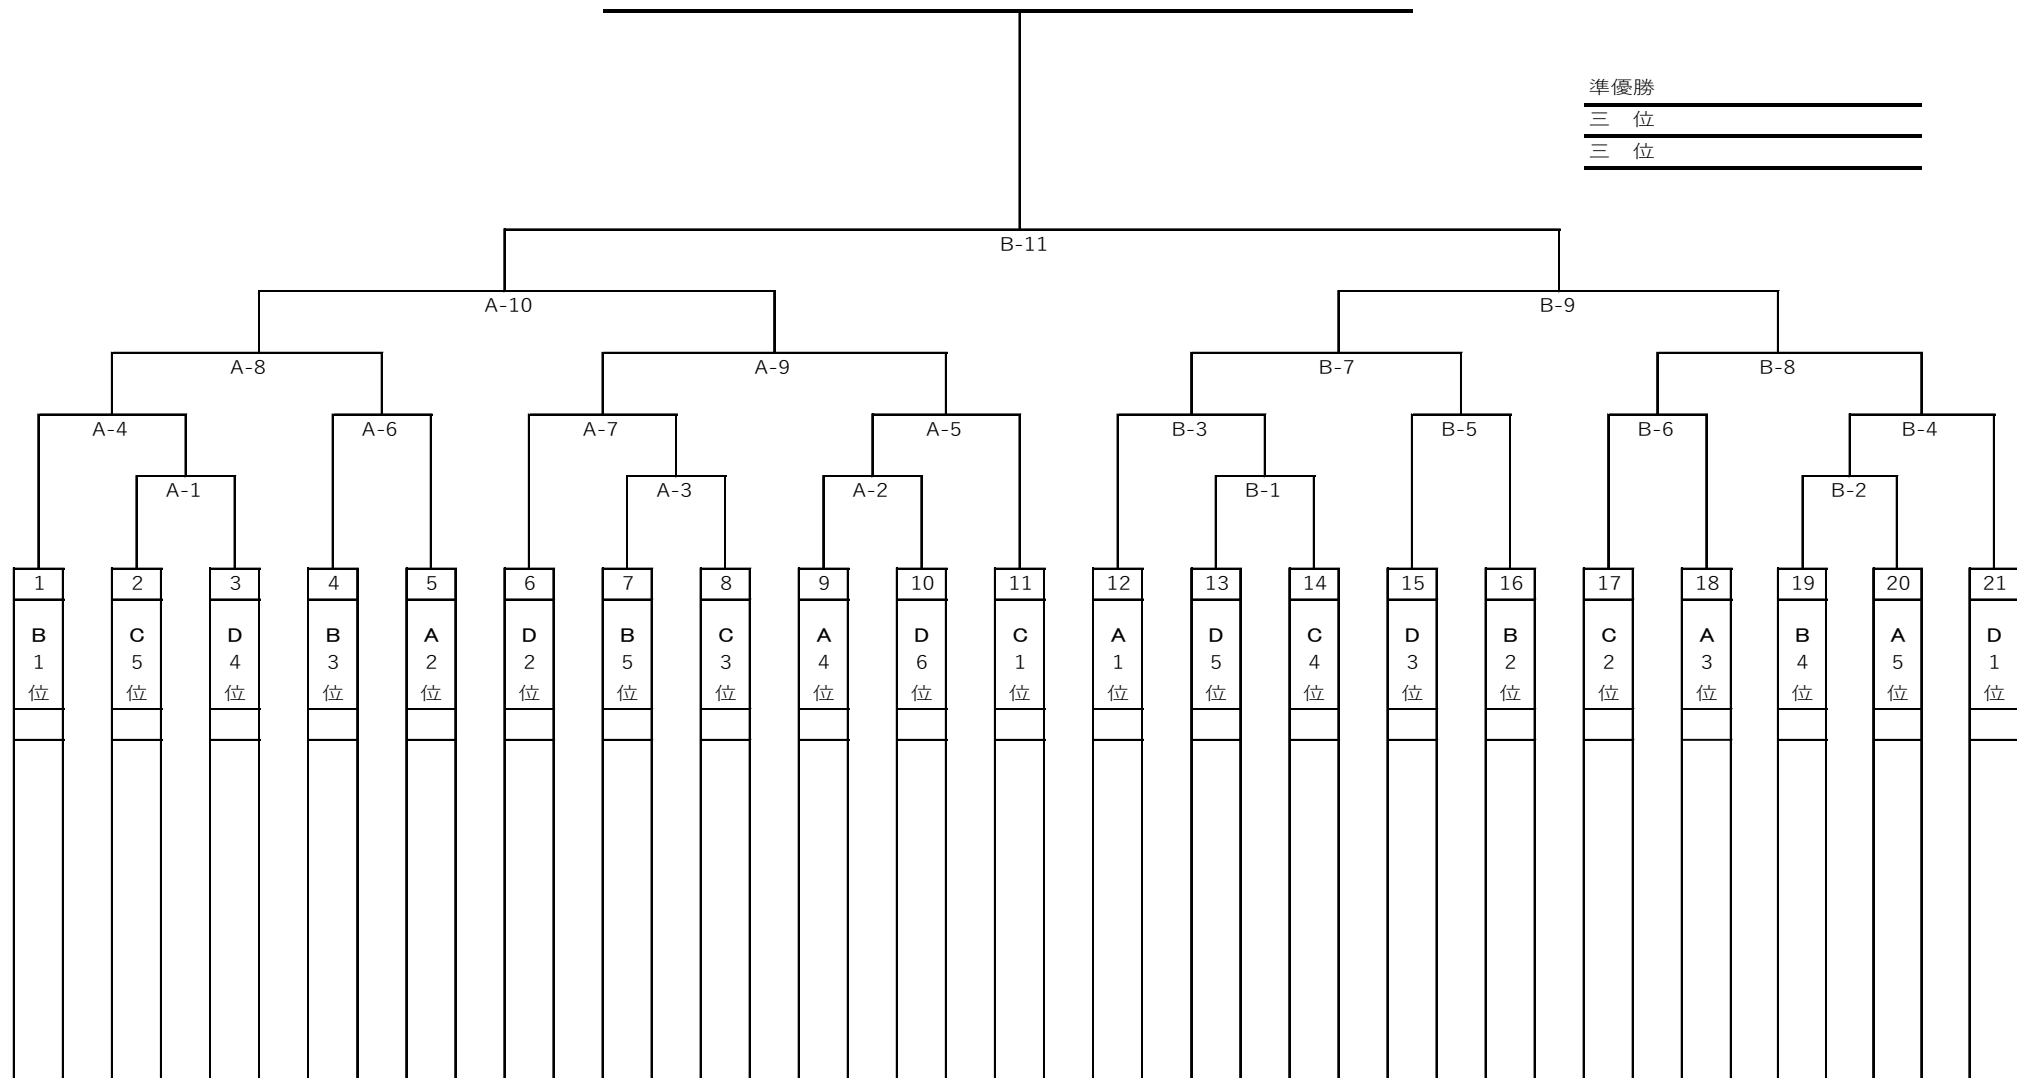 準優勝
三　位
三　位
B-11
A-10 B-9
A-8 A-9 B-7 B-8
A-4 A-6 A-7 A-5 B-3 B-5 B-6 B-4
A-1 A-3 A-2 B-1 B-2
1 2 3 4 5 6 7 8 9 10 11 12 13 14 15 16 17 18 19 20 21
B C D B A D B C A D C A D C D B C A B A D
1 5 4 3 2 2 5 3 4 6 1 1 5 4 3 2 2 3 4 5 1
位 位 位 位 位 位 位 位 位 位 位 位 位 位 位 位 位 位 位 位 位